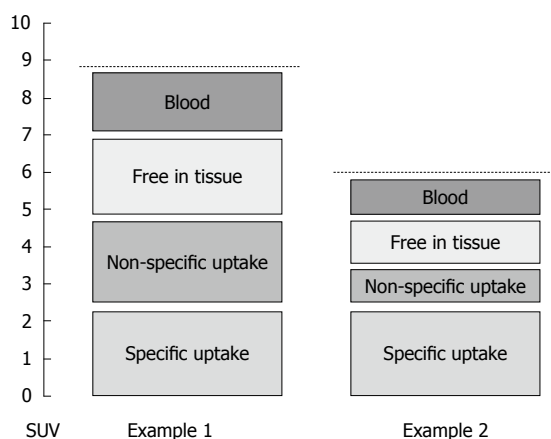 10
9
8
7
6
5
4
3
2
1
0
SUV
Blood
Free in tissue
Non-specific uptake
Specific uptake
Example 1
Blood
Free in tissue
Non-specific uptake
Specific uptake
Example 2